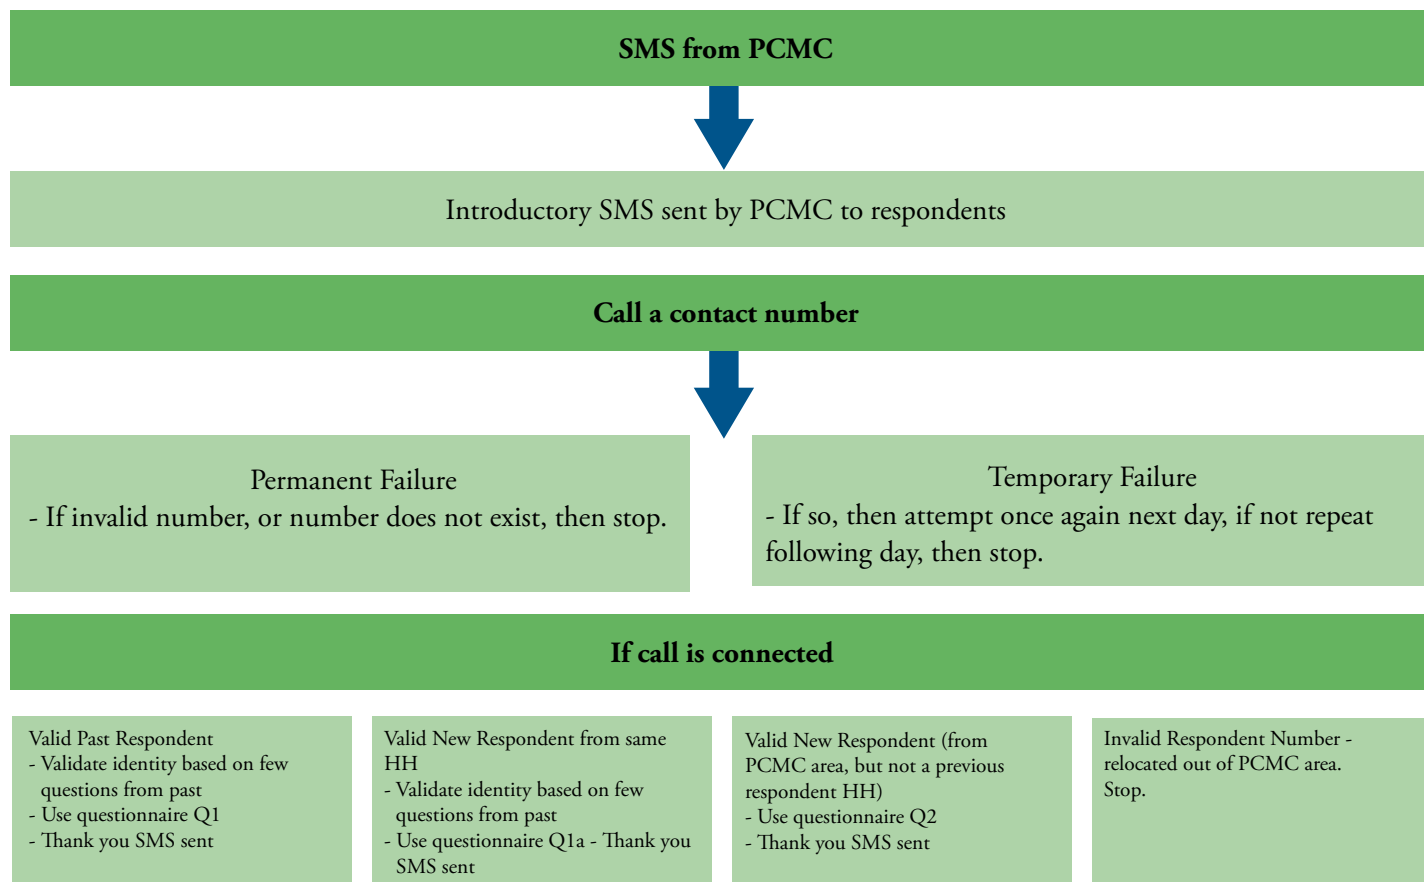 SMS from PCMC
Introductory SMS sent by PCMC to respondents
Call a contact number
Permanent Failure
- If invalid number, or number does not exist, then stop.
Temporary Failure
- If so, then attempt once again next day, if not repeat
following day, then stop.
If call is connected
Valid Past Respondent
- Validate identity based on few
questions from past
- Use questionnaire Q1
- Thank you SMS sent
Valid New Respondent from same
HH
- Validate identity based on few
questions from past
- Use questionnaire Q1a - Thank you
SMS sent
Valid New Respondent (from
PCMC area, but not a previous
respondent HH)
- Use questionnaire Q2
- Thank you SMS sent
Invalid Respondent Number -
relocated out of PCMC area.
Stop.